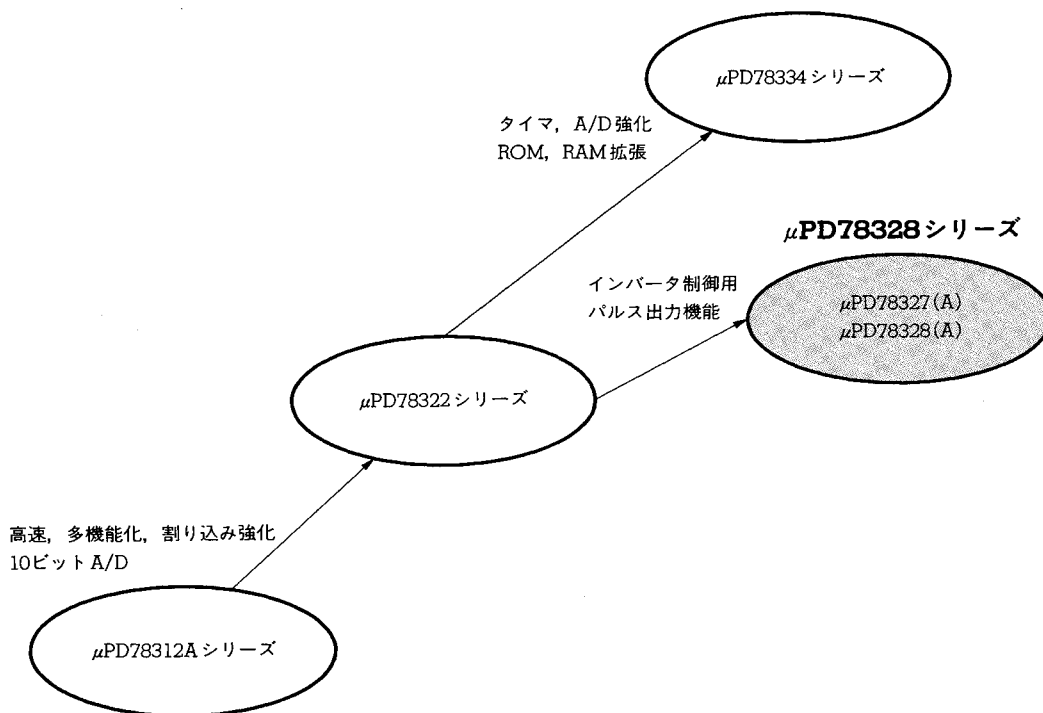 μPD78334シリーズ
タイマ，A/D強化
ROM，RAM拡張
μPD78328シリーズ
インバータ制御用
パルス出力機能
μPD78327(A)
μPD78328(A)
μPD78322シリーズ
高速，多機能化，割り込み強化
10ビットA/D
μPD78312Aシリーズ